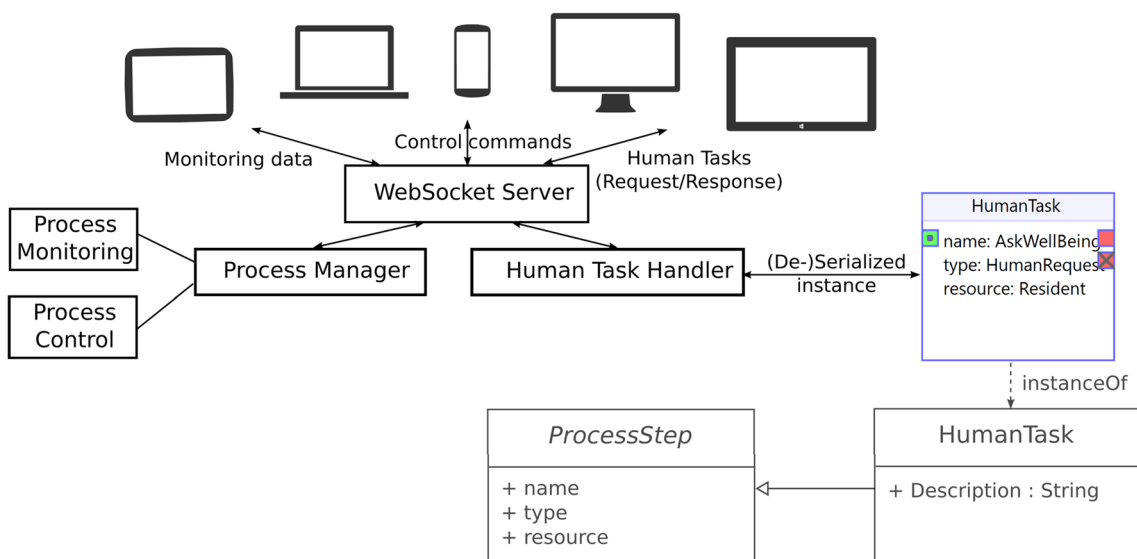 Monitoring data
Control commands
Human Tasks
(Request/Response)
WebSocket Server
Process
Monitoring
Process Manager
Human Task Handler
(De-)Serialized
instance
HumanTask
name: AskWellBeing
type: HumanRequest
resource: Resident
Process
Control
instanceOf
ProcessStep
+ name
+ type
+ resource
HumanTask
+ Description : String